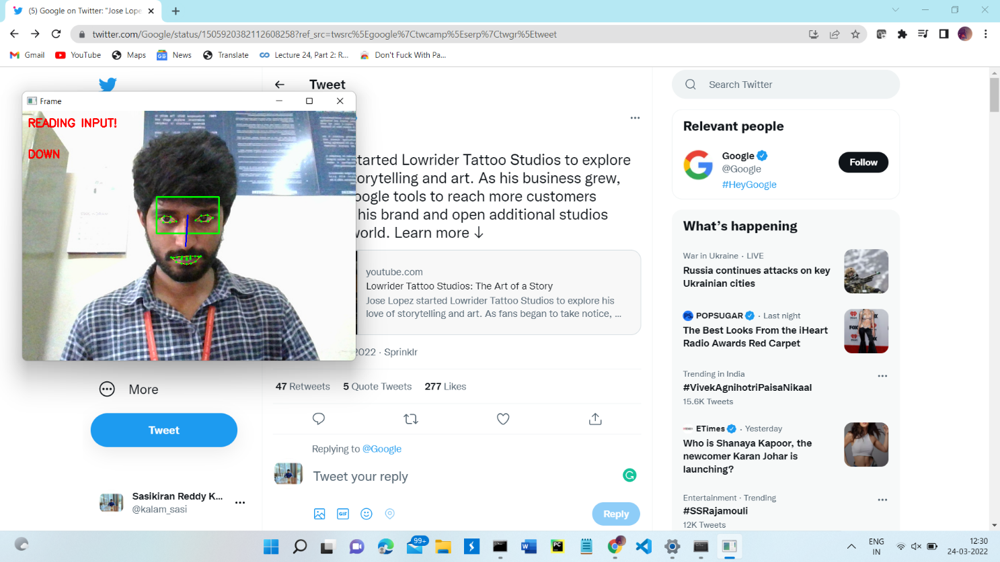 (5) Google on Twitter: "Jose Lope
twitter.com/Google/status/1505920382112608258?ref_src=twsrc%5Egoogle%7Ctwcamp%5Eserp%7Ctwgr%5Etweet
Gmail YouTube Maps News Translate Lecture 24, Part 2: R... Don't Fuck With Pa...
Frame
READING INPUT!
DOWN
More
Tweet
Sasikiran Reddy K...
@kalam_sasi
Tweet
tarted Lowrider Tattoo Studios to explore
orytelling and art. As his business grew,
oogle tools to reach more customers
his brand and open additional studios
vorld. Learn more ↓
youtube.com
Lowrider Tattoo Studios: The Art of a Story
Jose Lopez started Lowrider Tattoo Studios to explore his
love of storytelling and art. As fans began to take notice, ...
2022 · Sprinklr
47 Retweets 5 Quote Tweets 277 Likes
Replying to @Google
Tweet your reply
GIF
Reply
Search Twitter
Relevant people
Google
@Google
#HeyGoogle
Follow
What's happening
War in Ukraine · LIVE
Russia continues attacks on key
Ukrainian cities
POPSUGAR · Last night
The Best Looks From the iHeart
Radio Awards Red Carpet
Trending in India
#VivekAgnihotriPaisaNikaal
15.6K Tweets
ETimes · Yesterday
Who is Shanaya Kapoor, the
newcomer Karan Johar is
launching?
Entertainment · Trending
#SSRajamouli
12K Tweets
99+
ENG
IN
12:30
24-03-2022